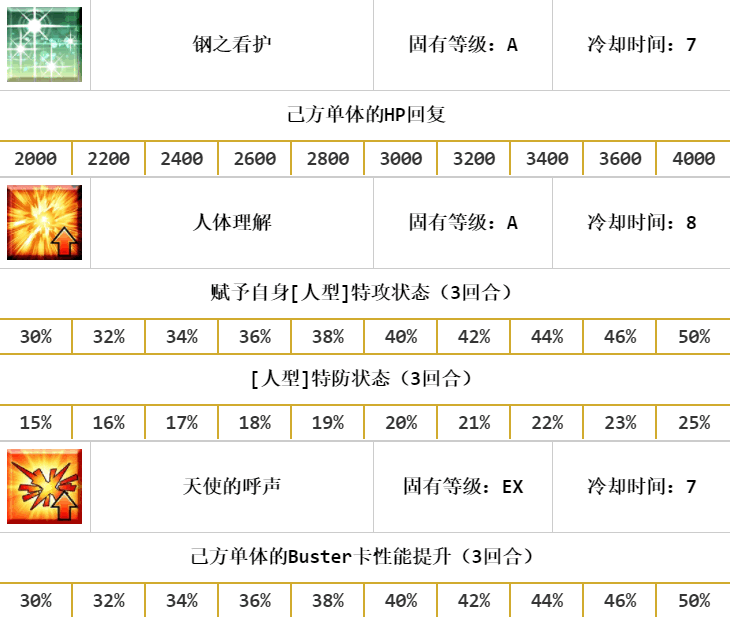 钢之看护 固有等级：A 冷却时间：7
己方单体的HP回复
2000 2200 2400 2600 2800 3000 3200 3400 3600 4000
人体理解 固有等级：A 冷却时间：8
赋予自身[人型]特攻状态（3回合）
30% 32% 34% 36% 38% 40% 42% 44% 46% 50%
[人型]特防状态（3回合）
15% 16% 17% 18% 19% 20% 21% 22% 23% 25%
天使的呼声 固有等级：EX 冷却时间：7
己方单体的Buster卡性能提升（3回合）
30% 32% 34% 36% 38% 40% 42% 44% 46% 50%